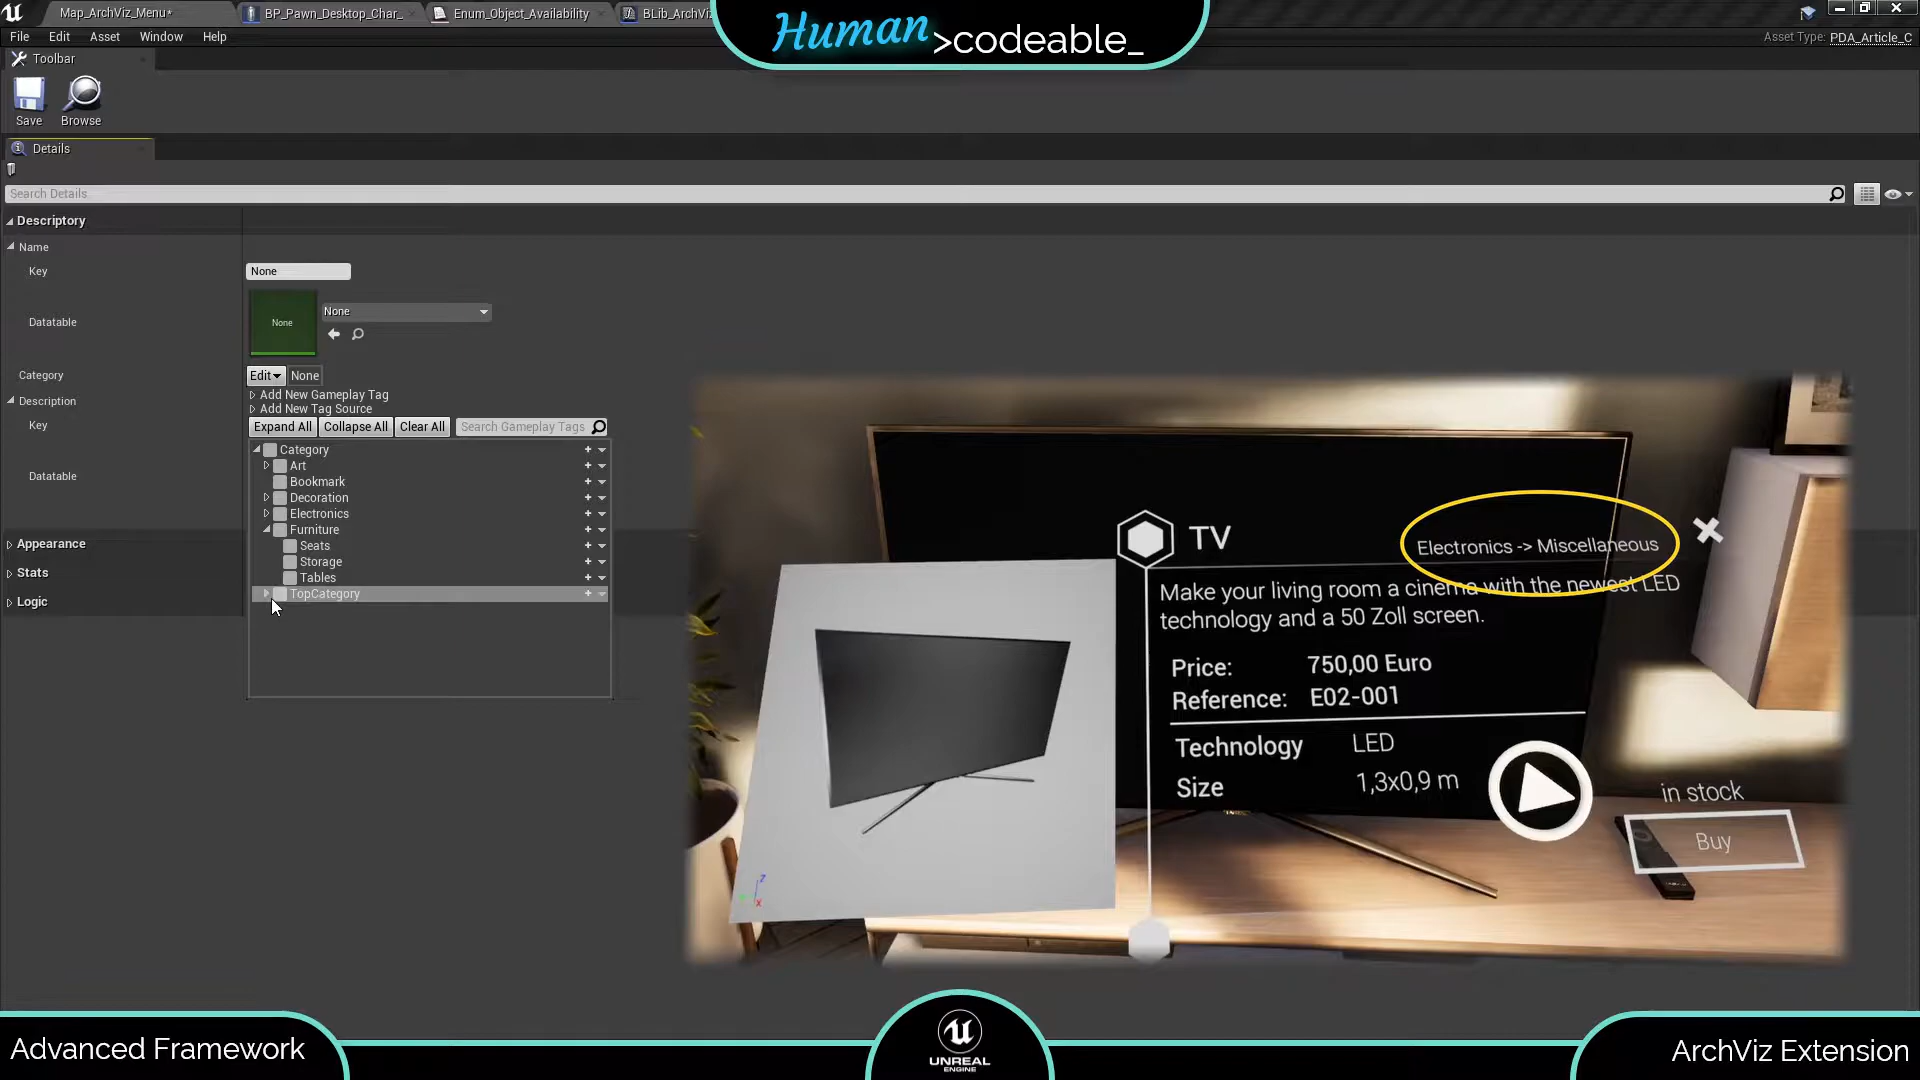 Map_ArchViz_Menu*
BP_Pawn_Desktop_Char_
Enum_Object_Availability
BLib_ArchViz
Human >codeable_
File Edit Asset Window Help
Asset Type: PDA_Article_C
Toolbar
Save Browse
Details
Search Details
Descriptory
Name
Key None
None
None
Datatable
Category Edit None
Add New Gameplay Tag
Description
Add New Tag Source
Key
Expand All Collapse All Clear All Search Gameplay Tags
Category
Art
Datatable
Bookmark
Decoration
Electronics
Furniture
Appearance
Seats
Storage
Stats
Tables
TopCategory
Logic
TV
Electronics -> Miscellaneous
Make your living room a cinema with the newest LED
technology and a 50 Zoll screen.
Price: 750,00 Euro
Reference: E02-001
Technology LED
Size 1,3x0,9 m
in stock
Buy
Z
X
Advanced Framework
UNREAL
ENGINE
ArchViz Extension